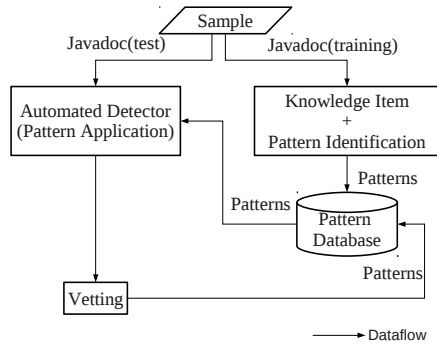 Sample
Javadoc(test)
Javadoc(training)
Automated Detector
(Pattern Application)
Knowledge Item
+
Pattern Identification
Patterns
Patterns
Pattern
Database
Patterns
Vetting
Dataflow